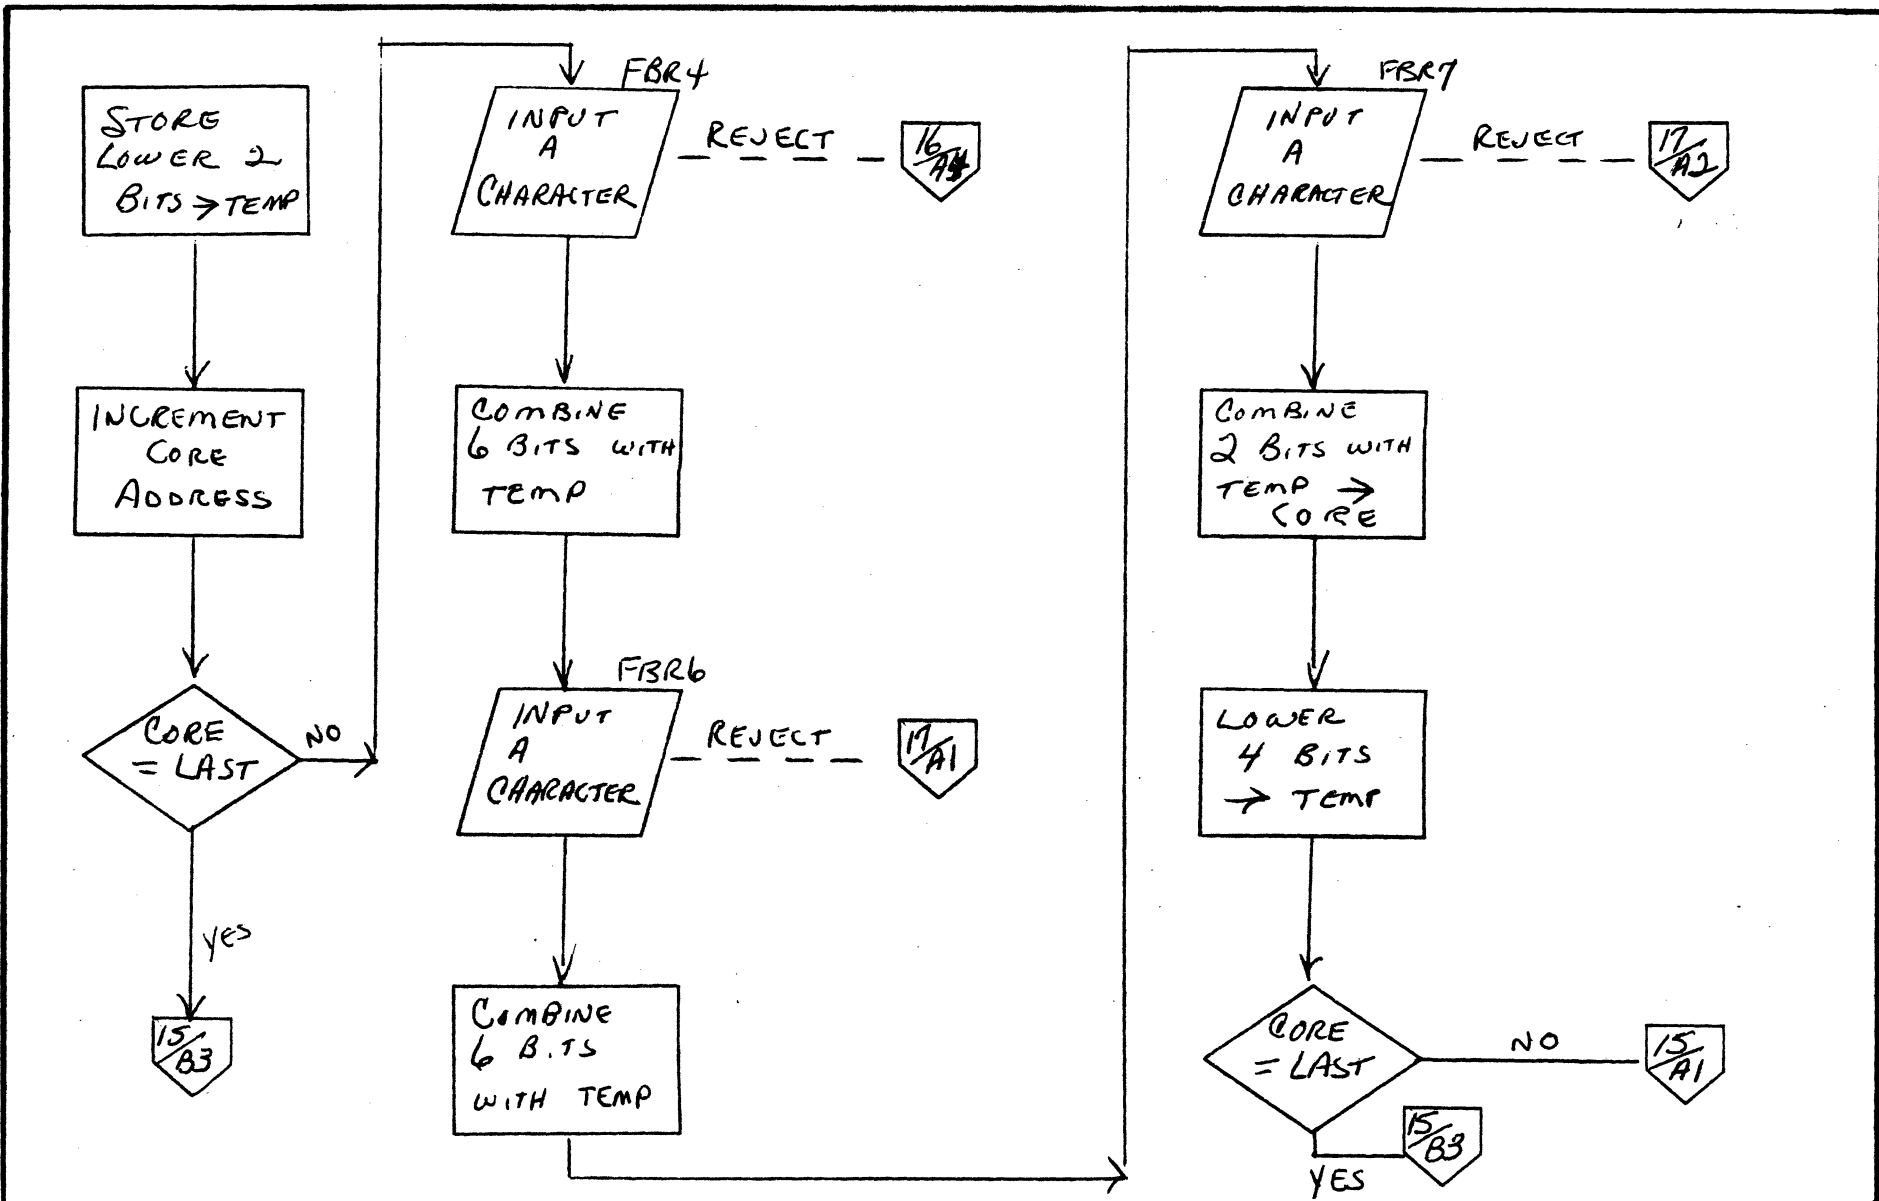 STORE
LOWER 2
BITS → TEMP
INCREMENT
CORE
ADDRESS
CORE
= LAST
NO
YES
15/B3
FBR4
INPUT
A
CHARACTER
REJECT
COMBINE
6 BITS WITH
TEMP
FBR6
INPUT
A
CHARACTER
REJECT
17/A1
COMBINE
6 BITS
WITH TEMP
FBR7
INPUT
A
CHARACTER
REJECT
17/A2
COMBINE
2 BITS WITH
TEMP →
CORE
LOWER
4 BITS
→ TEMP
CORE
= LAST
NO
15/A1
YES
15/B3